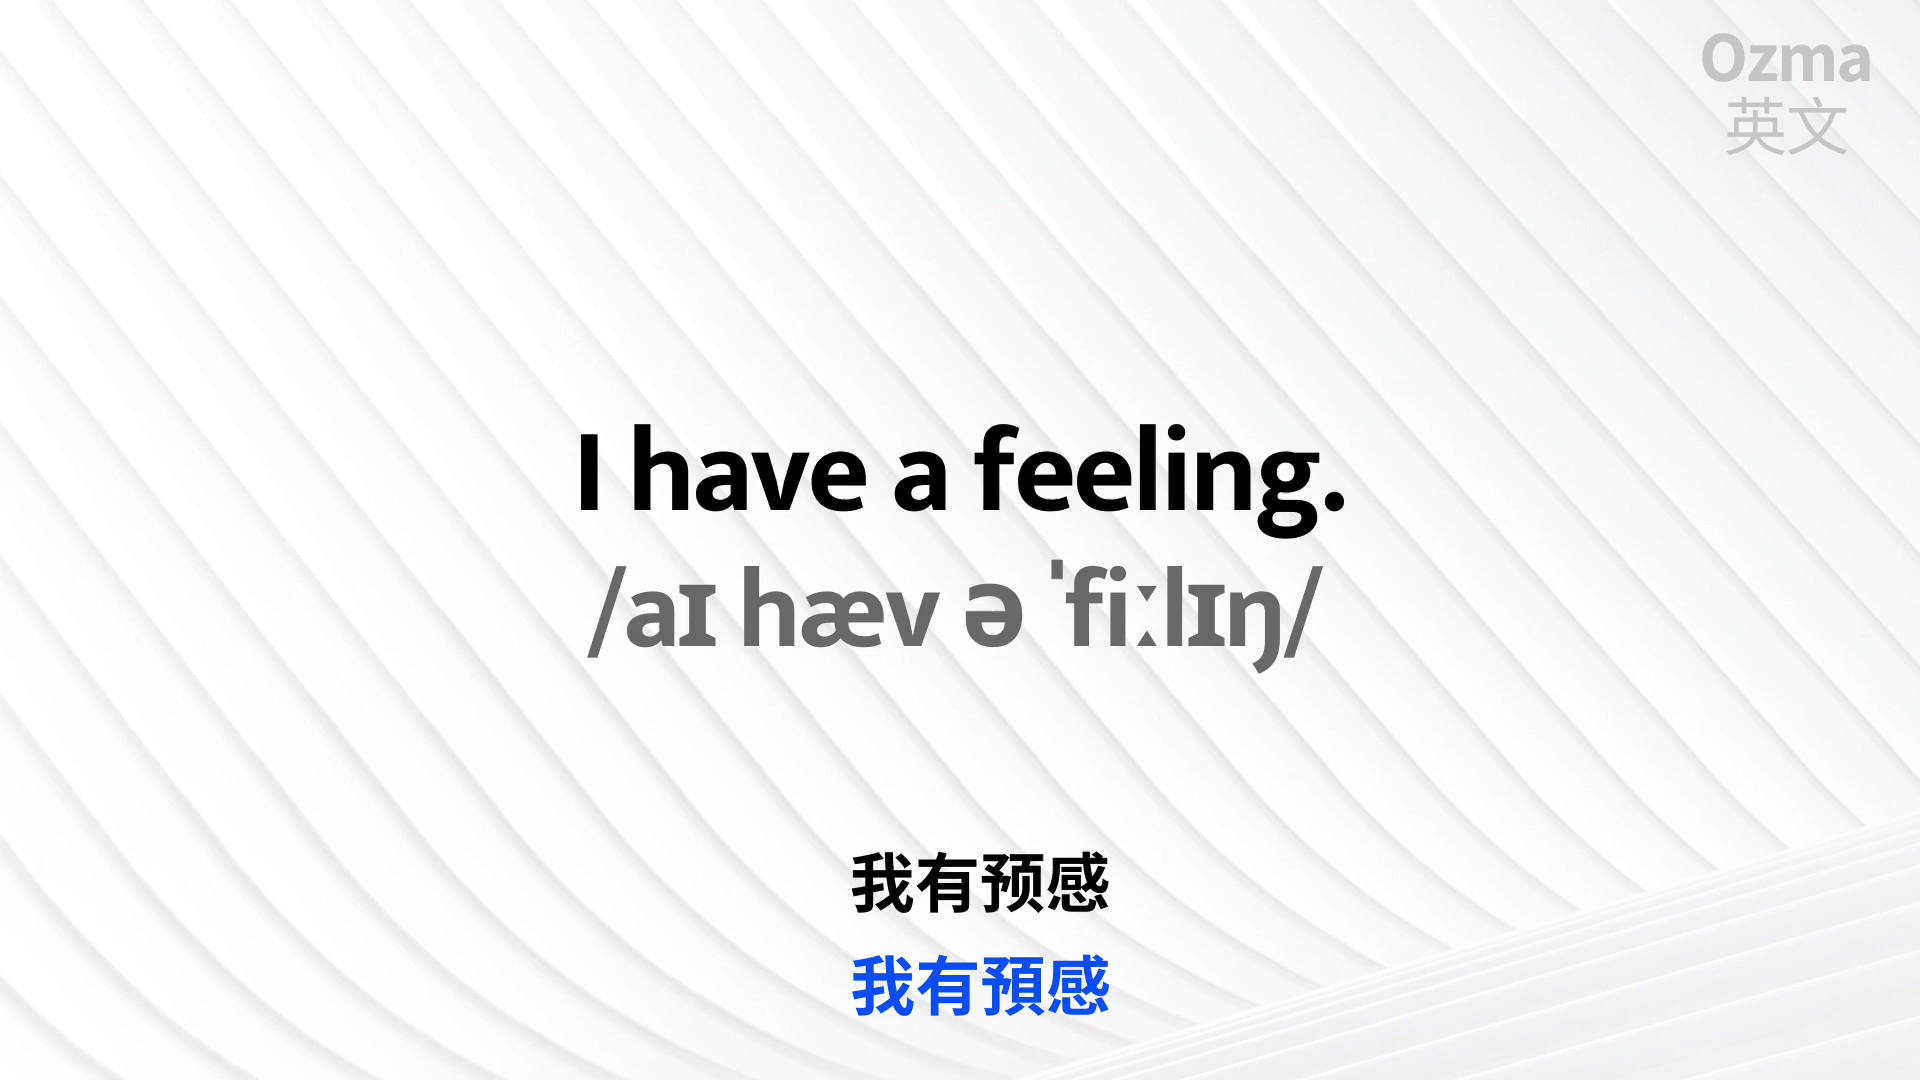 Ozma
英文
I have a feeling.
/aɪ hæv ə ˈfiːlɪŋ/
我有预感
我有預感